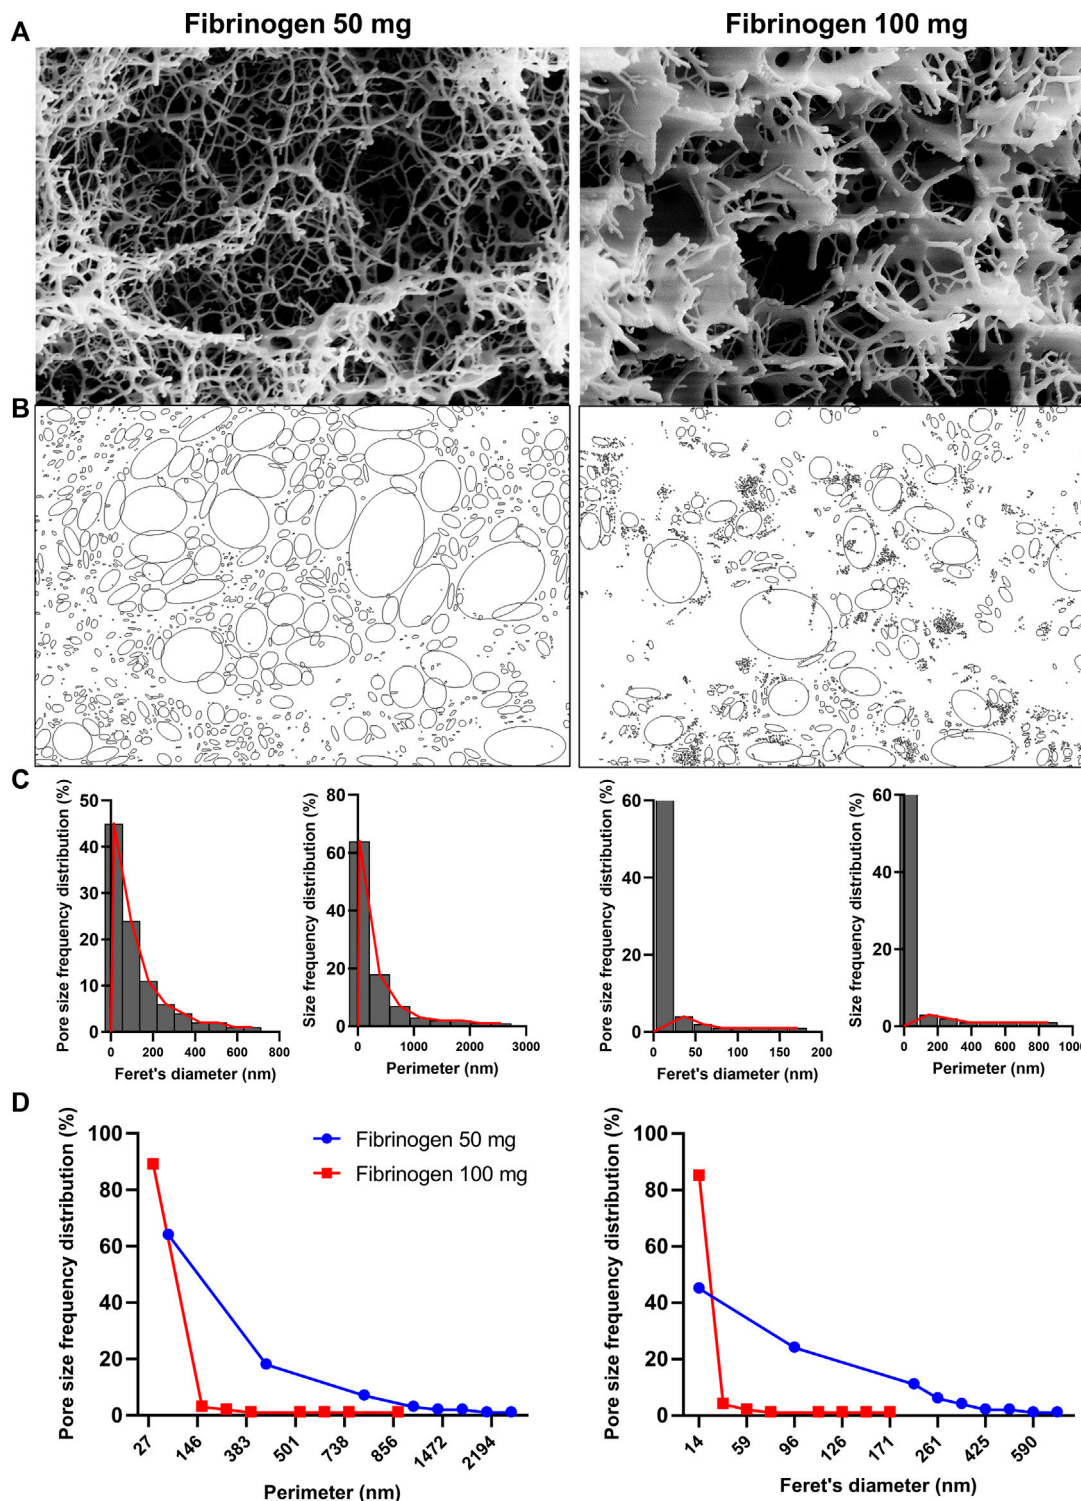 Fibrinogen 50 mg
Fibrinogen 100 mg
A
B
C
Pore size frequency distribution (%)
50
40
30
20
10
0
0 200 400 600 800
Feret's diameter (nm)
Size frequency distribution (%)
80
60
40
20
0
0 1000 2000 3000
Perimeter (nm)
Pore size frequency distribution (%)
60
40
20
0
0 50 100 150 200
Feret's diameter (nm)
Size frequency distribution (%)
60
40
20
0
0 200 400 600 800 1000
Perimeter (nm)
D
Pore size frequency distribution (%)
100
80
60
40
20
0
Fibrinogen 50 mg
Fibrinogen 100 mg
27 146 383 501 738 856 1472 2194
Perimeter (nm)
Pore size frequency distribution (%)
100
80
60
40
20
0
14 59 96 126 171 261 425 590
Feret's diameter (nm)